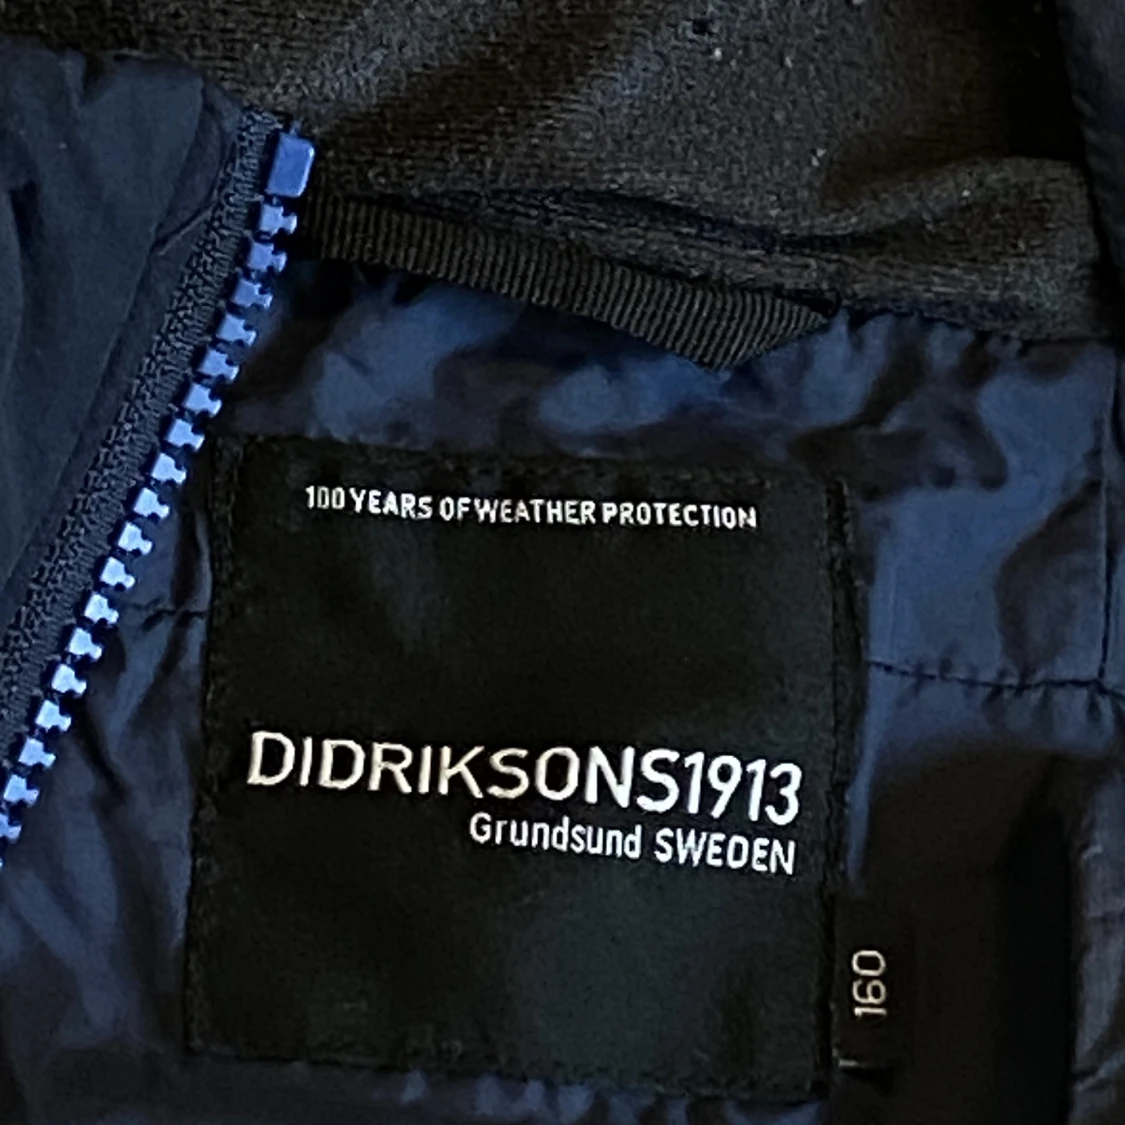 100 YEARS OF WEATHER PROTECTION
DIDRIKSONS1913
Grundsund SWEDEN
160